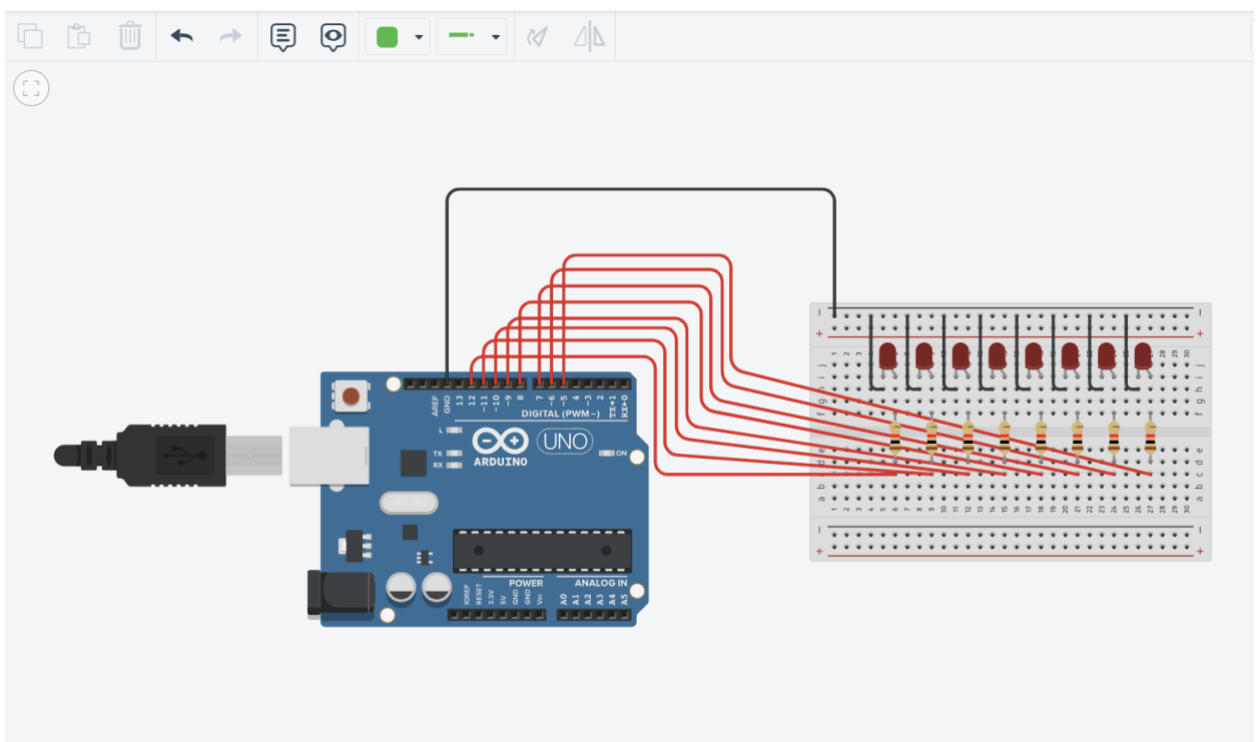 AREF
GND
13
12
~11
~10
~9
8
7
~6
~5
4
~3
2
TX→1
RX←0
DIGITAL (PWM ~)
L
TX
RX
ARDUINO
UNO
ON
POWER
ANALOG IN
IOREF
RESET
3.3V
5V
GND
GND
Vin
A0
A1
A2
A3
A4
A5